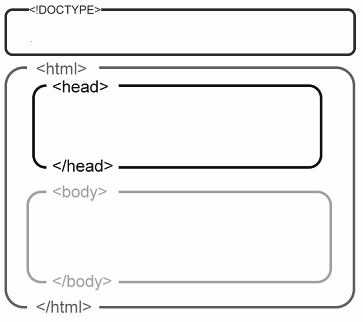 <!DOCTYPE>
<html>
<head>
</head>
<body>
</body>
</html>